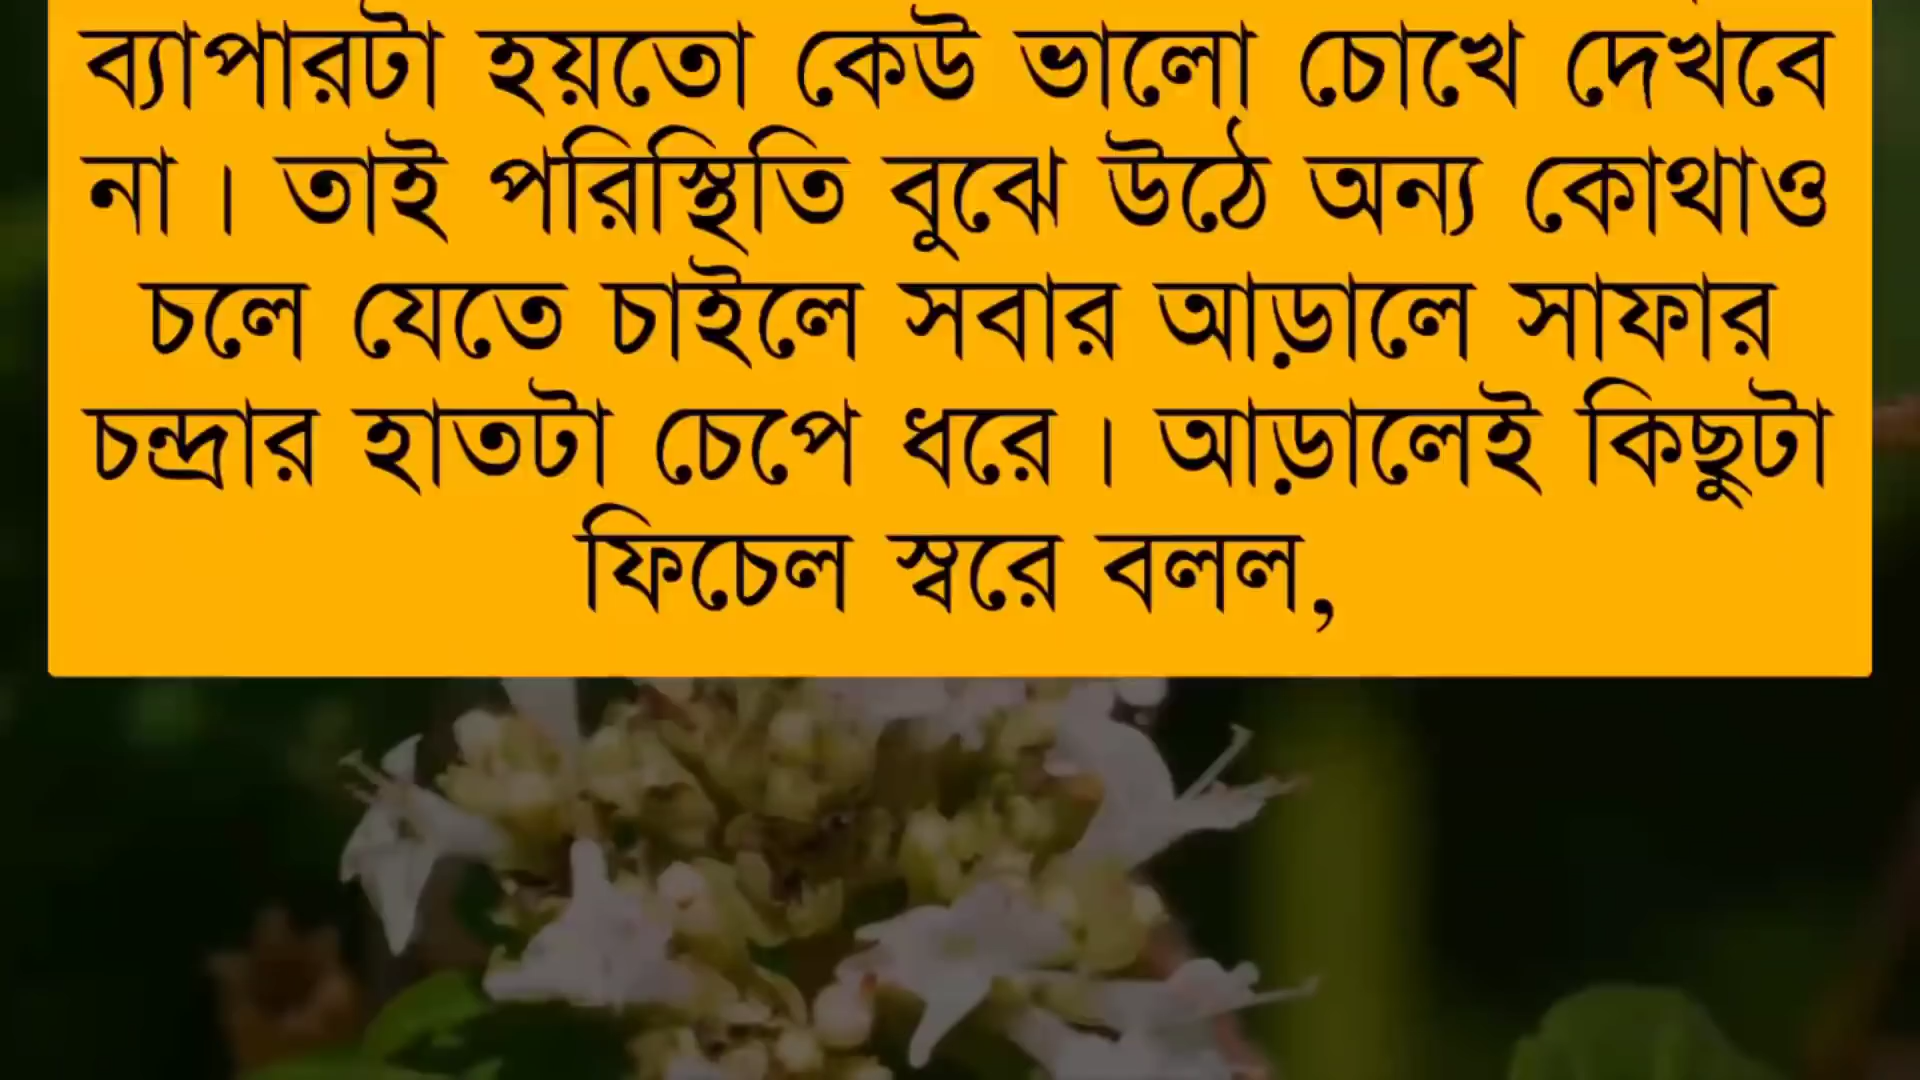 ব্যাপারটা হয়তো কেউ ভালো চোখে দেখবে
না। তাই পরিস্থিতি বুঝে উঠে অন্য কোথাও
চলে যেতে চাইলে সবার আড়ালে সাফার
চন্দ্রার হাতটা চেপে ধরে। আড়ালেই কিছুটা
ফিচেল স্বরে বলল,